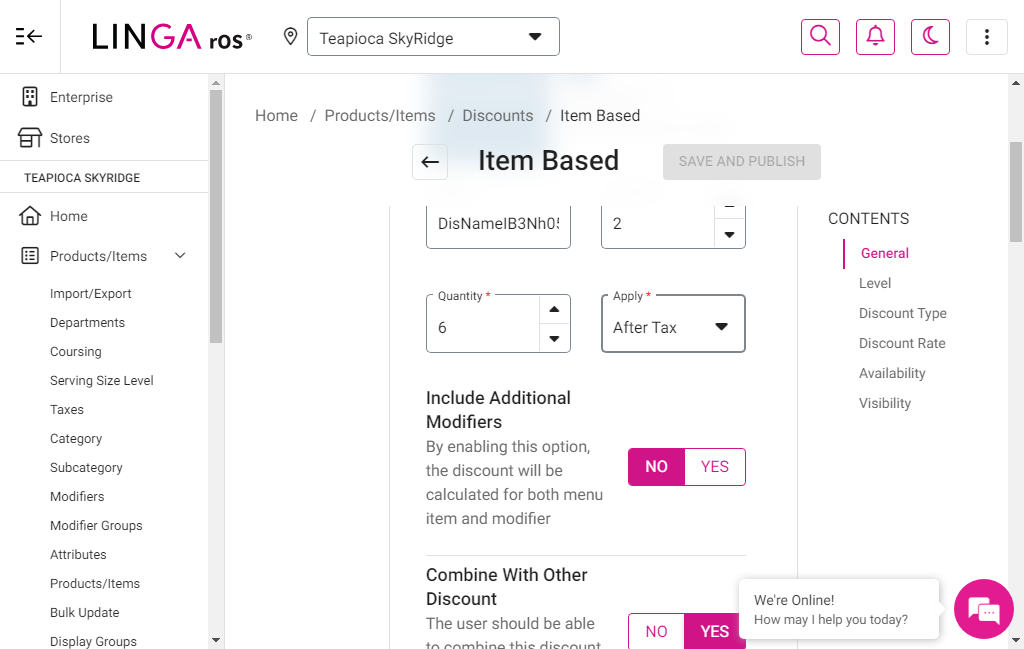 LINGA ros®
Teapioca SkyRidge
Enterprise
Stores
TEAPIOCA SKYRIDGE
Home
Products/Items
Import/Export
Departments
Coursing
Serving Size Level
Taxes
Category
Subcategory
Modifiers
Modifier Groups
Attributes
Products/Items
Bulk Update
Display Groups
Home / Products/Items / Discounts / Item Based
Item Based
SAVE AND PUBLISH
DisNameIB3Nh05
2
Quantity *
6
Apply *
After Tax
Include Additional
Modifiers
By enabling this option,
the discount will be
calculated for both menu
item and modifier
NO YES
Combine With Other
Discount
The user should be able
to combine this discount
NO YES
CONTENTS
General
Level
Discount Type
Discount Rate
Availability
Visibility
We're Online!
How may I help you today?